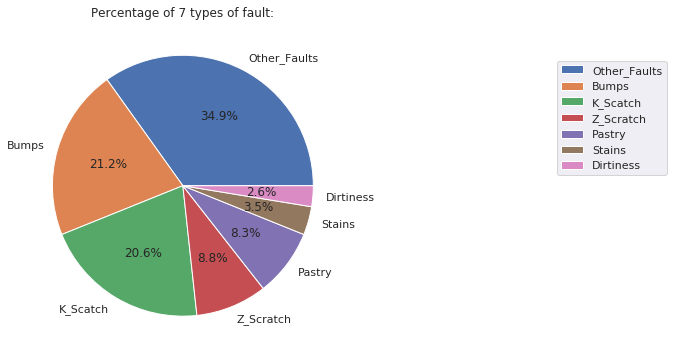 Percentage of 7 types of fault:
Other_Faults
34.9%
Bumps
21.2%
K_Scatch
20.6%
Z_Scratch
8.8%
Pastry
8.3%
Stains
3.5%
Dirtiness
2.6%
Other_Faults
Bumps
K_Scatch
Z_Scratch
Pastry
Stains
Dirtiness